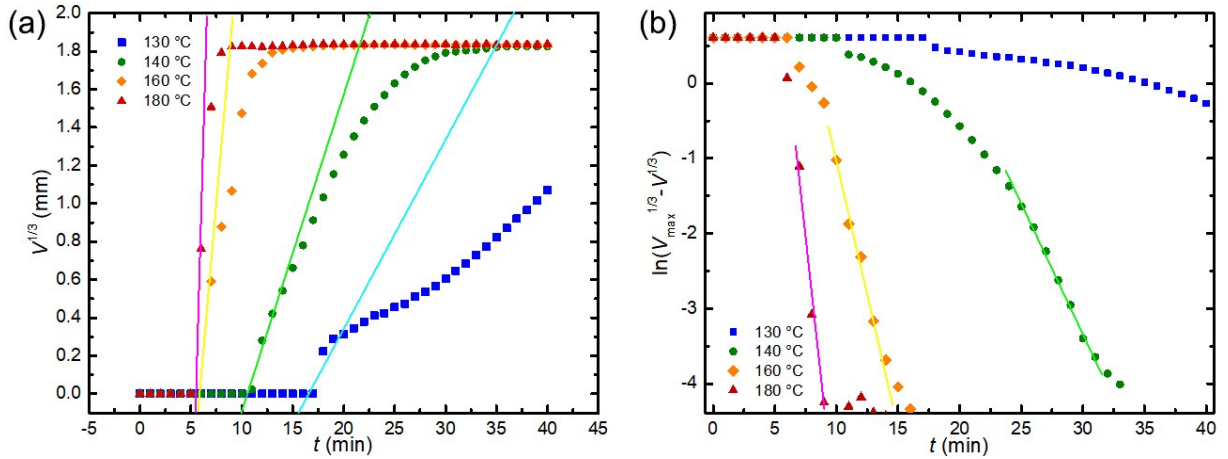 (a)
2.0
1.8
1.6
1.4
1.2
1.0
0.8
0.6
0.4
0.2
0.0
V^{1/3} (mm)
130 °C
140 °C
160 °C
180 °C
-5 0 5 10 15 20 25 30 35 40 45
t (min)
(b)
0
-1
-2
-3
-4
ln(V_{max}^{1/3}-V^{1/3})
130 °C
140 °C
160 °C
180 °C
0 5 10 15 20 25 30 35 40
t (min)